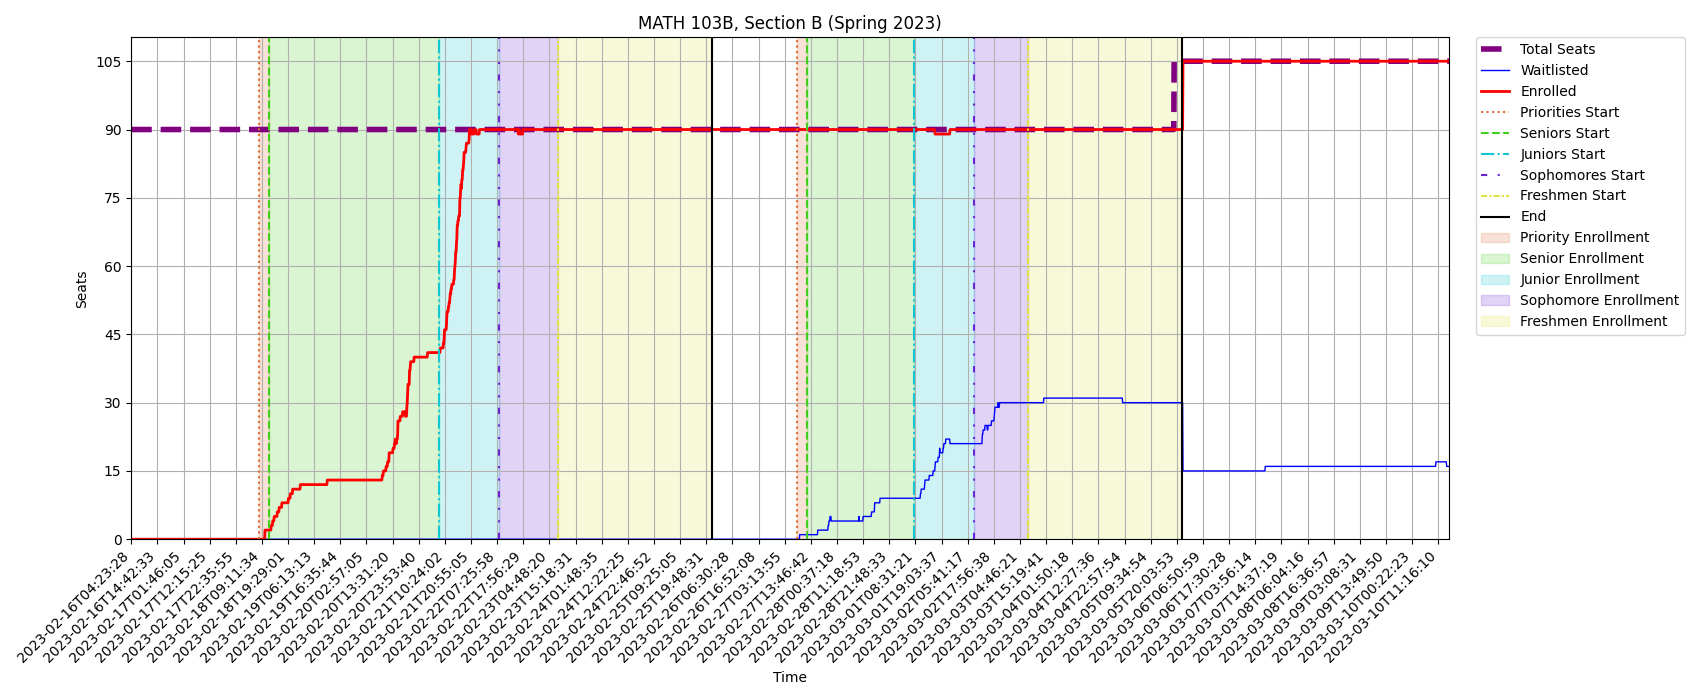 MATH 103B, Section B (Spring 2023)
Seats
105
90
75
60
45
30
15
0
2023-02-16T04:23:28
2023-02-16T14:42:33
2023-02-17T01:46:05
2023-02-17T12:15:25
2023-02-17T22:35:55
2023-02-18T09:11:34
2023-02-18T19:29:01
2023-02-19T06:13:13
2023-02-19T16:35:44
2023-02-20T02:57:05
2023-02-20T13:31:20
2023-02-20T23:53:40
2023-02-21T10:24:02
2023-02-21T20:55:05
2023-02-22T07:25:58
2023-02-22T17:56:29
2023-02-23T04:48:20
2023-02-23T15:18:31
2023-02-24T01:48:35
2023-02-24T12:22:25
2023-02-24T22:46:52
2023-02-25T09:25:05
2023-02-25T19:48:31
2023-02-26T06:30:28
2023-02-26T16:52:08
2023-02-27T03:13:55
2023-02-27T13:46:42
2023-02-28T00:37:18
2023-02-28T11:18:53
2023-02-28T21:48:33
2023-03-01T08:31:21
2023-03-01T19:03:37
2023-03-02T05:41:17
2023-03-02T17:56:38
2023-03-03T04:46:21
2023-03-03T15:19:41
2023-03-04T01:50:18
2023-03-04T12:27:36
2023-03-04T22:57:54
2023-03-05T09:34:54
2023-03-05T20:03:53
2023-03-06T06:50:59
2023-03-06T17:30:28
2023-03-07T03:56:14
2023-03-07T14:37:19
2023-03-08T06:04:16
2023-03-08T16:36:57
2023-03-09T03:08:31
2023-03-09T13:49:50
2023-03-10T00:22:23
2023-03-10T11:16:10
Time
Total Seats
Waitlisted
Enrolled
Priorities Start
Seniors Start
Juniors Start
Sophomores Start
Freshmen Start
End
Priority Enrollment
Senior Enrollment
Junior Enrollment
Sophomore Enrollment
Freshmen Enrollment